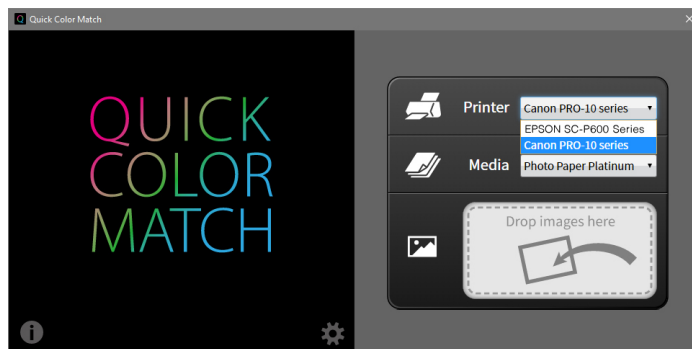 Quick Color Match
QUICK
COLOR
MATCH
Printer
Canon PRO-10 series
EPSON SC-P600 Series
Canon PRO-10 series
Media
Photo Paper Platinum
Drop images here